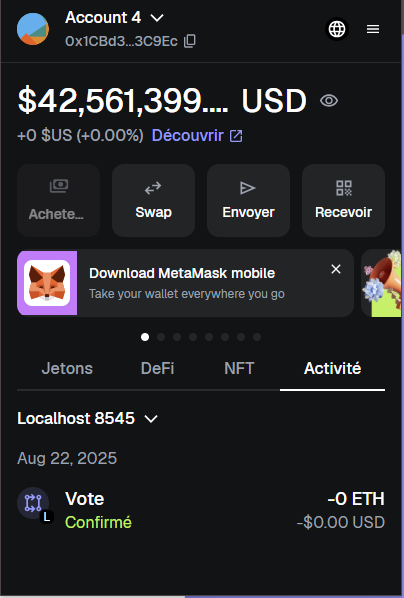 Account 4
0x1CBd3...3C9Ec
$42,561,399.... USD
+0 $US (+0.00%) Découvrir
Achete...
Swap
Envoyer
Recevoir
Download MetaMask mobile
Take your wallet everywhere you go
Jetons
DeFi
NFT
Activité
Localhost 8545
Aug 22, 2025
Vote
-0 ETH
L
Confirmé
-$0.00 USD